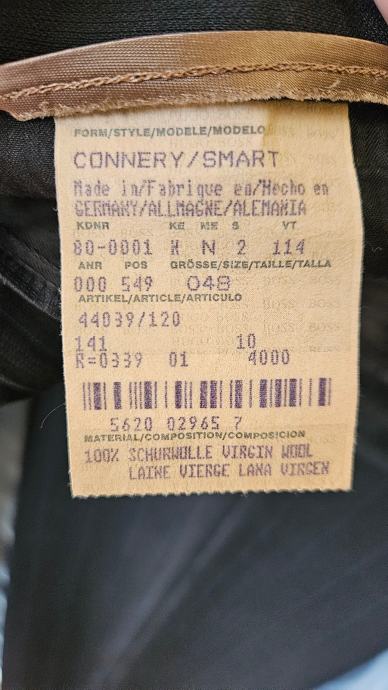 FORM/STYLE/MODELE/MODELO
CONNERY/SMART
Made in/Fabrique en/Hecho en
GERMANY/ALLMAGNE/ALEMANIA
KDNR KE ME S VT
80-0001 K N 2 114
ANR POS GRÖSSE/SIZE/TAILLE/TALLA
000 549 048
ARTIKEL/ARTICLE/ARTICULO
44039/120
141 10
R=0339 01 4000
5620 02965 7
MATERIAL/COMPOSITION/COMPOSICION
100% SCHURWOLLE VIRGIN WOOL
LAINE VIERGE LANA VIRGEN